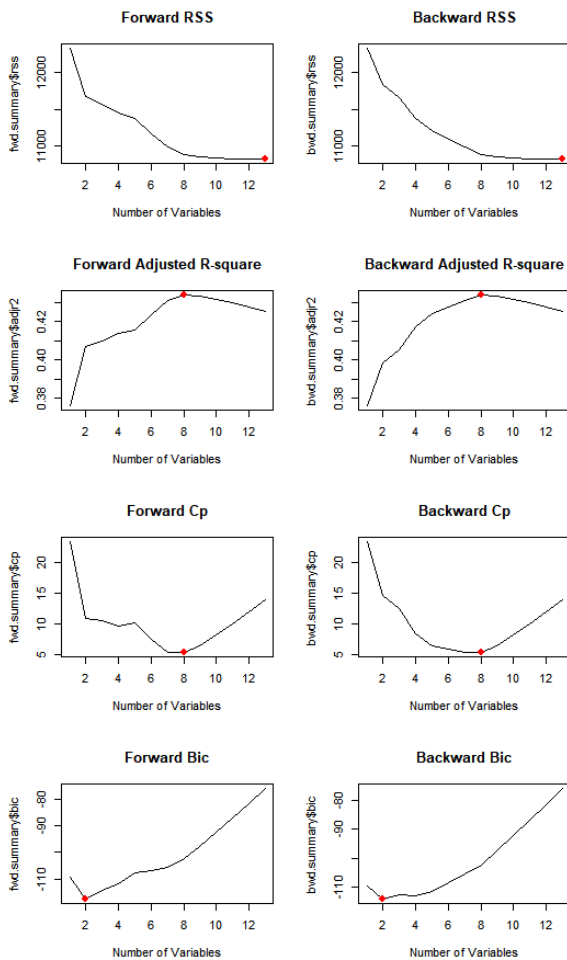 Forward RSS
fwd.summary$rss
12000
11000
2 4 6 8 10 12
Number of Variables
Backward RSS
bwd.summary$rss
12000
11000
2 4 6 8 10 12
Number of Variables
Forward Adjusted R-square
fwd.summary$adjr2
0.42
0.40
0.38
2 4 6 8 10 12
Number of Variables
Backward Adjusted R-square
bwd.summary$adjr2
0.42
0.40
0.38
2 4 6 8 10 12
Number of Variables
Forward Cp
fwd.summary$cp
20
15
10
5
2 4 6 8 10 12
Number of Variables
Backward Cp
bwd.summary$cp
20
15
10
5
2 4 6 8 10 12
Number of Variables
Forward Bic
fwd.summary$bic
-80
-90
-110
2 4 6 8 10 12
Number of Variables
Backward Bic
bwd.summary$bic
-80
-90
-110
2 4 6 8 10 12
Number of Variables